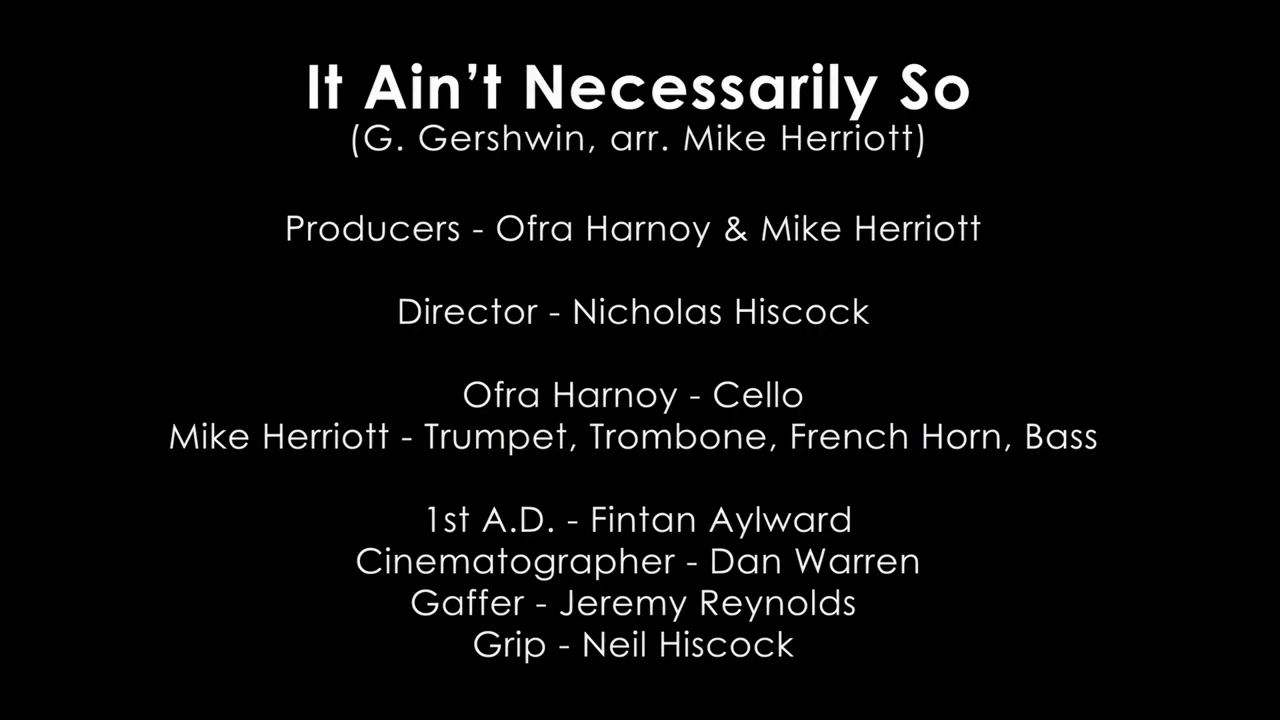 It Ain’t Necessarily So
(G. Gershwin, arr. Mike Herriott)
Producers - Ofra Harnoy & Mike Herriott
Director - Nicholas Hiscock
Ofra Harnoy - Cello
Mike Herriott - Trumpet, Trombone, French Horn, Bass
1st A.D. - Fintan Aylward
Cinematographer - Dan Warren
Gaffer - Jeremy Reynolds
Grip - Neil Hiscock